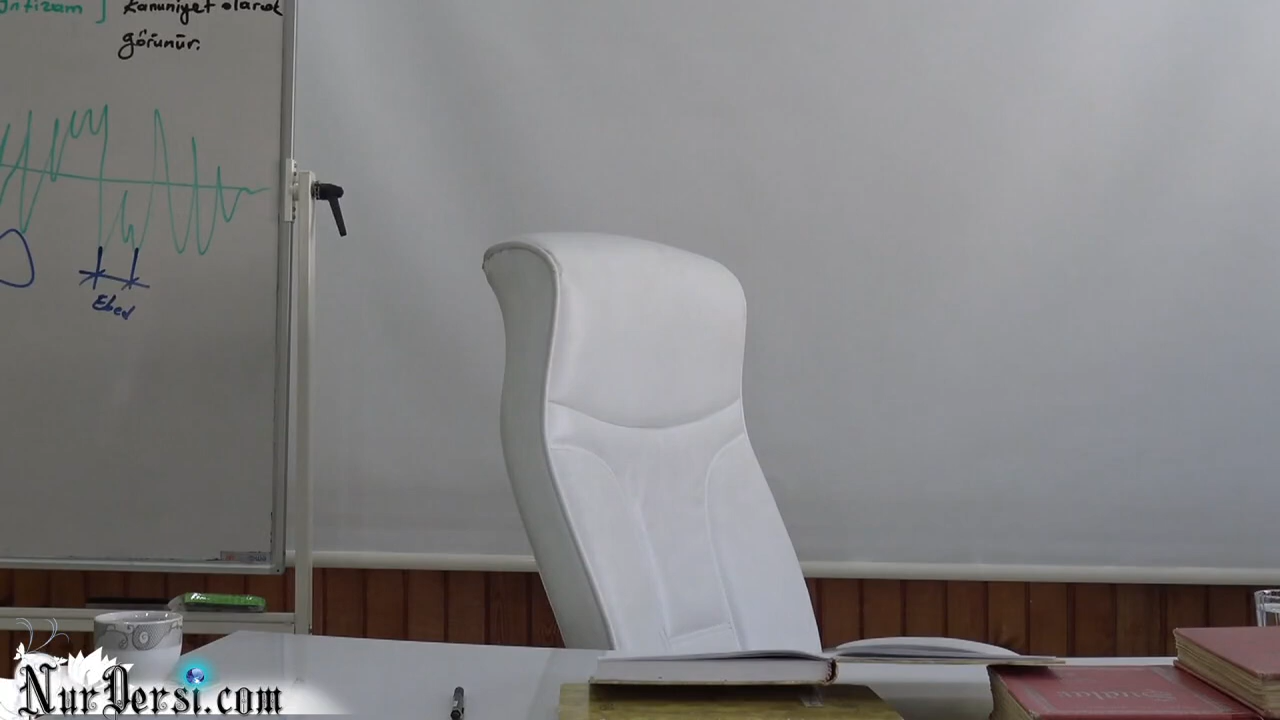 İntizam } Kanuniyet olarak
görünür.
Ebed
NurDersi.com